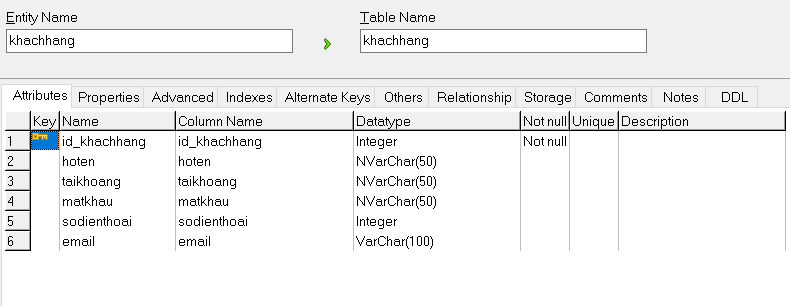 Entity Name Table Name
khachhang khachhang
Attributes Properties Advanced Indexes Alternate Keys Others Relationship Storage Comments Notes DDL
Key Name Column Name Datatype Not null Unique Description
1 id_khachhang id_khachhang Integer Not null
2 hoten hoten NVarChar(50)
3 taikhoang taikhoang NVarChar(50)
4 matkhau matkhau NVarChar(50)
5 sodienthoai sodienthoai Integer
6 email email VarChar(100)